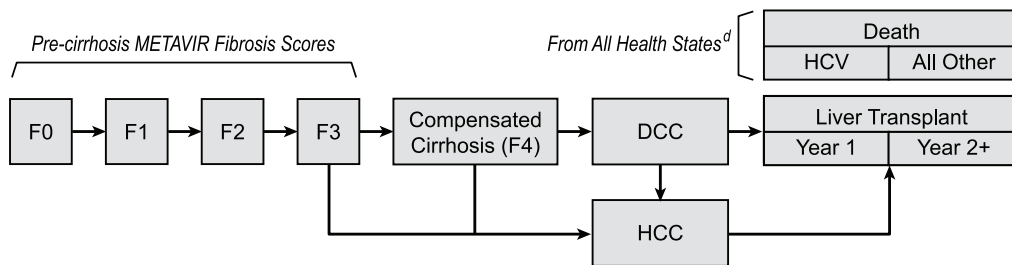 Pre-cirrhosis METAVIR Fibrosis Scores
From All Health Statesᵈ
Death
HCV
All Other
F0
F1
F2
F3
Compensated
Cirrhosis (F4)
DCC
Liver Transplant
Year 1
Year 2+
HCC